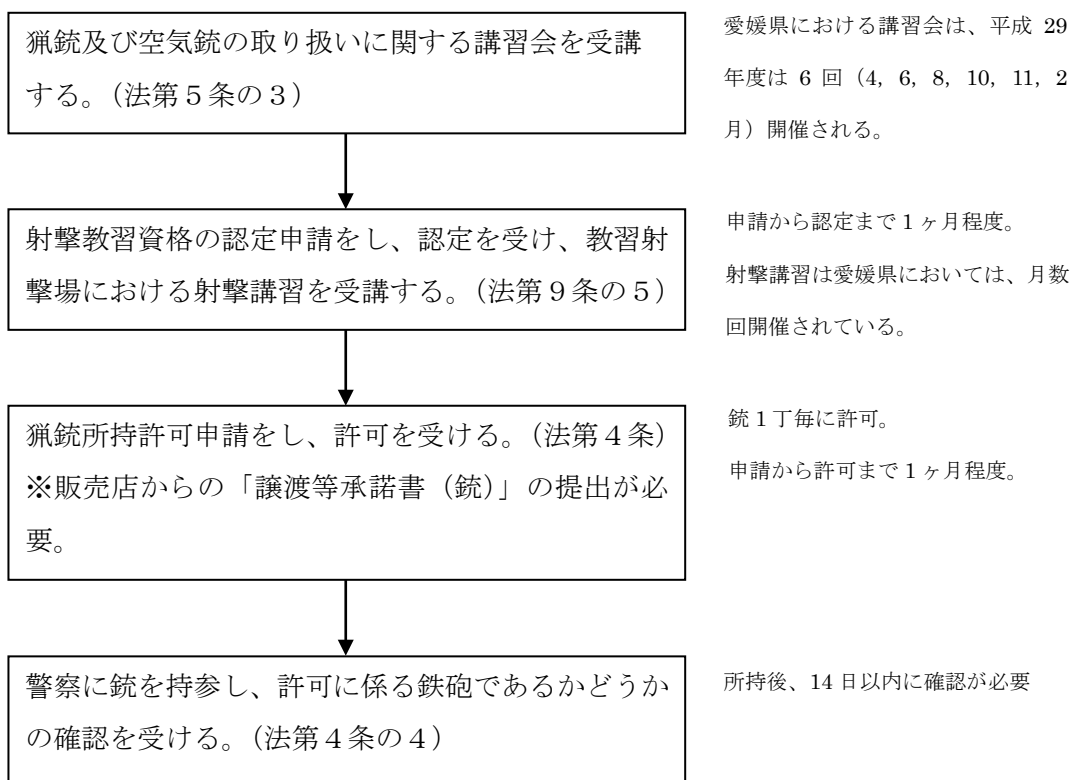 猟銃及び空気銃の取り扱いに関する講習会を受講
する。（法第５条の３）
愛媛県における講習会は、平成 29
年度は 6 回（4，6，8，10，11，2
月）開催される。
射撃教習資格の認定申請をし、認定を受け、教習射
撃場における射撃講習を受講する。（法第９条の５）
申請から認定まで 1 ヶ月程度。
射撃講習は愛媛県においては、月数
回開催されている。
猟銃所持許可申請をし、許可を受ける。（法第４条）
※販売店からの「譲渡等承諾書（銃）」の提出が必
要。
銃 1 丁毎に許可。
申請から許可まで 1 ヶ月程度。
警察に銃を持参し、許可に係る鉄砲であるかどうか
の確認を受ける。（法第４条の４）
所持後、14 日以内に確認が必要